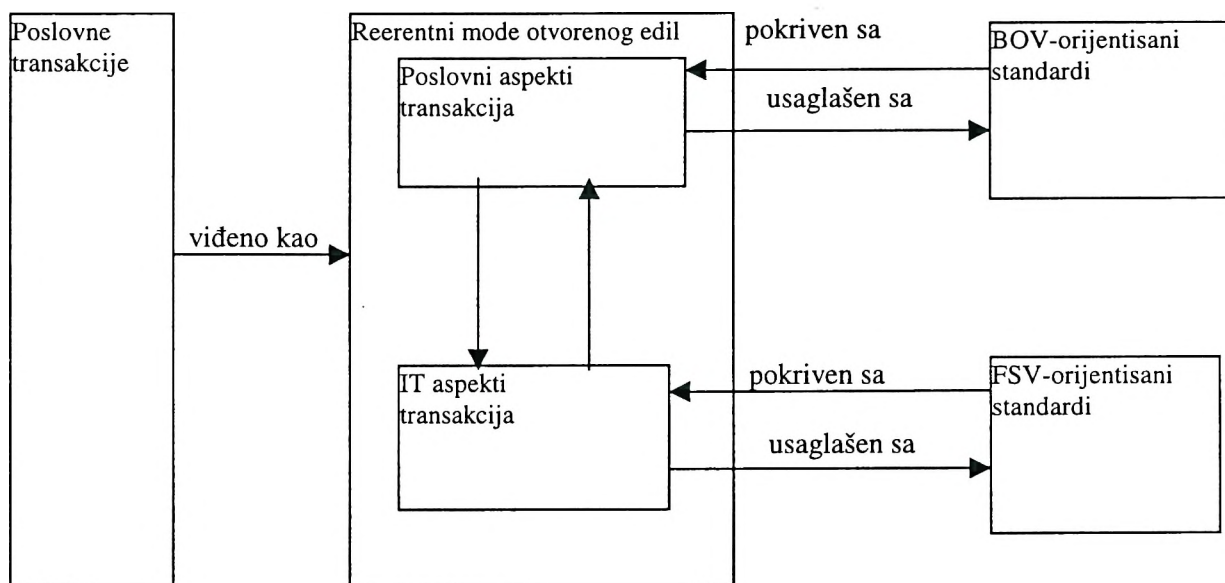 Poslovne
transakcije
viđeno kao
Reerentni mode otvorenog edil
Poslovni aspekti
transakcija
IT aspekti
transakcija
pokriven sa
usaglašen sa
BOV-orijentisani
standardi
pokriven sa
usaglašen sa
FSV-orijentisani
standardi